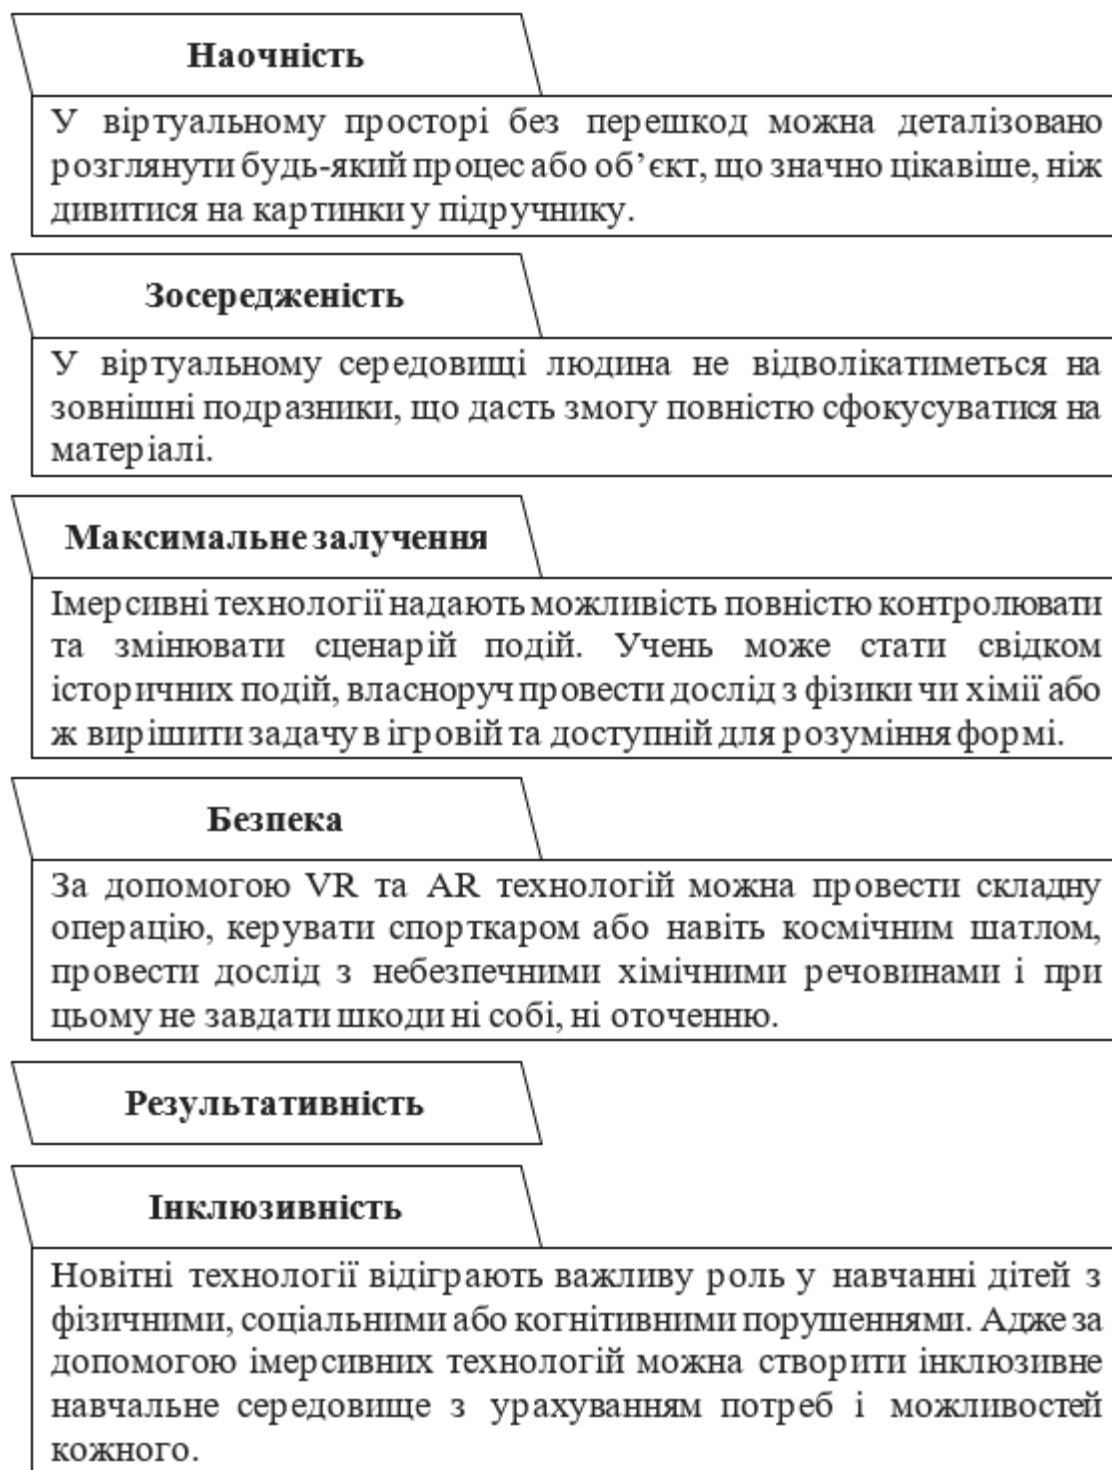 Наочність
У віртуальному просторі без перешкод можна деталізовано
розглянути будь-який процес або об’єкт, що значно цікавіше, ніж
дивитися на картинки у підручнику.
Зосередженість
У віртуальному середовищі людина не відволікатиметься на
зовнішні подразники, що дасть змогу повністю сфокусуватися на
матеріалі.
Максимальне залучення
Імерсивні технології надають можливість повністю контролювати
та змінювати сценарій подій. Учень може стати свідком
історичних подій, власноруч провести дослід з фізики чи хімії або
ж вирішити задачу в ігровій та доступній для розуміння формі.
Безпека
За допомогою VR та AR технологій можна провести складну
операцію, керувати спорткаром або навіть космічним шатлом,
провести дослід з небезпечними хімічними речовинами і при
цьому не завдати шкоди ні собі, ні оточенню.
Результативність
Інклюзивність
Новітні технології відіграють важливу роль у навчанні дітей з
фізичними, соціальними або когнітивними порушеннями. Адже за
допомогою імерсивних технологій можна створити інклюзивне
навчальне середовище з урахуванням потреб і можливостей
кожного.